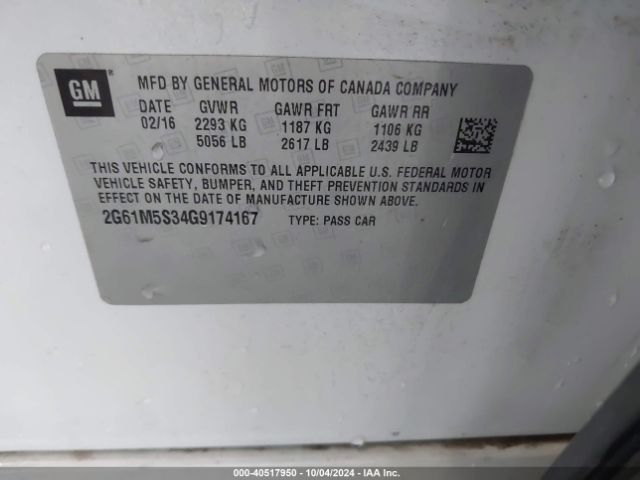 GM
MFD BY GENERAL MOTORS OF CANADA COMPANY
DATE GVWR GAWR FRT GAWR RR
02/16 2293 KG 1187 KG 1106 KG
5056 LB 2617 LB 2439 LB
THIS VEHICLE CONFORMS TO ALL APPLICABLE U.S. FEDERAL MOTOR
VEHICLE SAFETY, BUMPER, AND THEFT PREVENTION STANDARDS IN
EFFECT ON THE DATE OF MANUFACTURE SHOWN ABOVE.
2G61M5S34G9174167 TYPE: PASS CAR
000-40517950 | 10/04/2024 | IAA Inc.